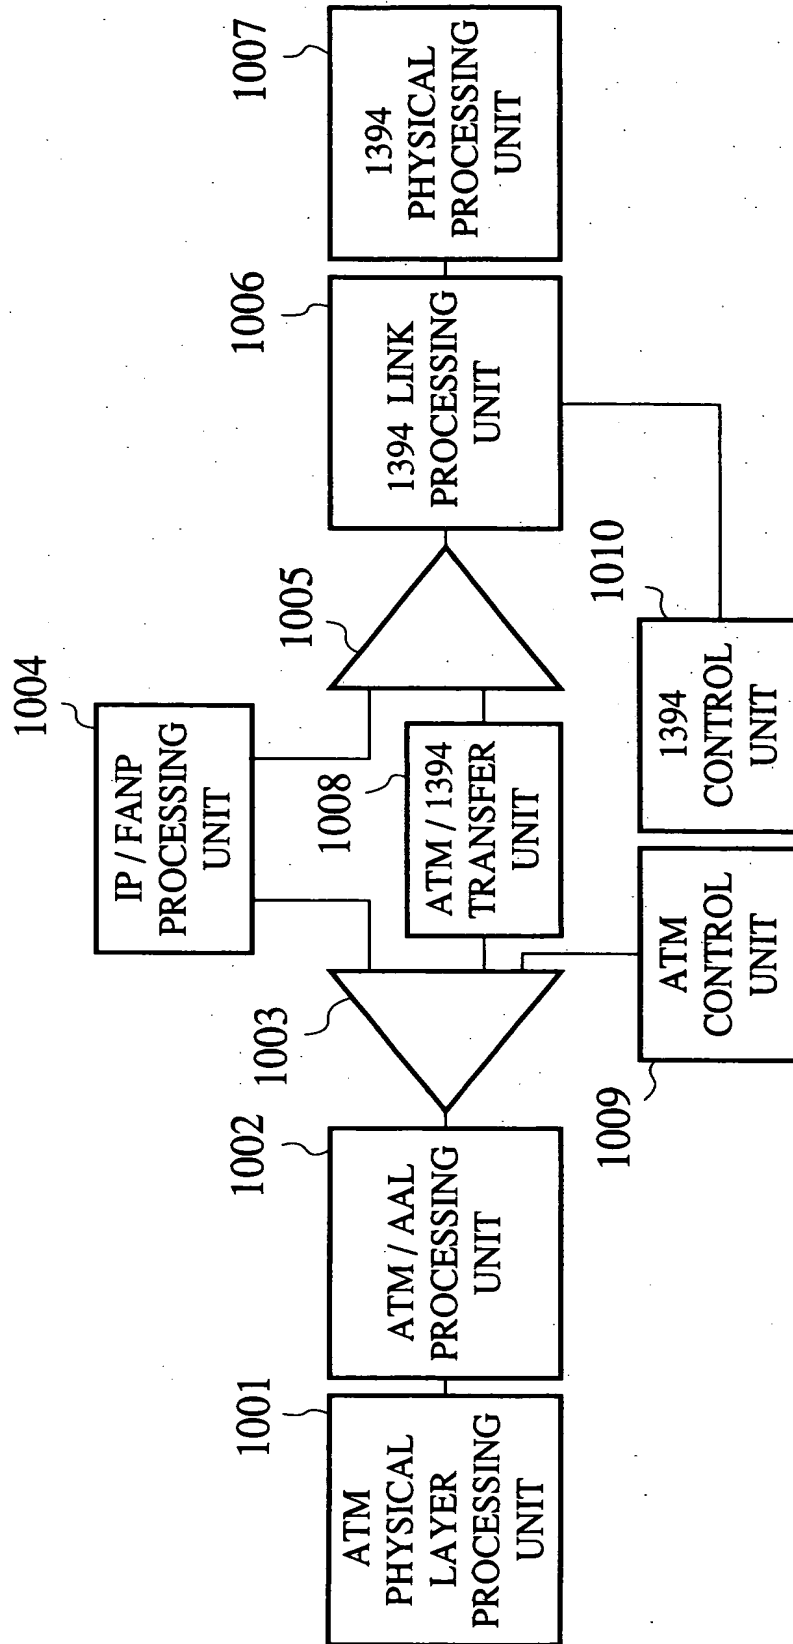 1004
IP / FANP
PROCESSING
UNIT
1001
ATM
PHYSICAL
LAYER
PROCESSING
UNIT
1002
ATM / AAL
PROCESSING
UNIT
1003
1008
ATM / 1394
TRANSFER
UNIT
1005
1006
1394 LINK
PROCESSING
UNIT
1007
1394
PHYSICAL
PROCESSING
UNIT
1009
ATM
CONTROL
UNIT
1010
1394
CONTROL
UNIT